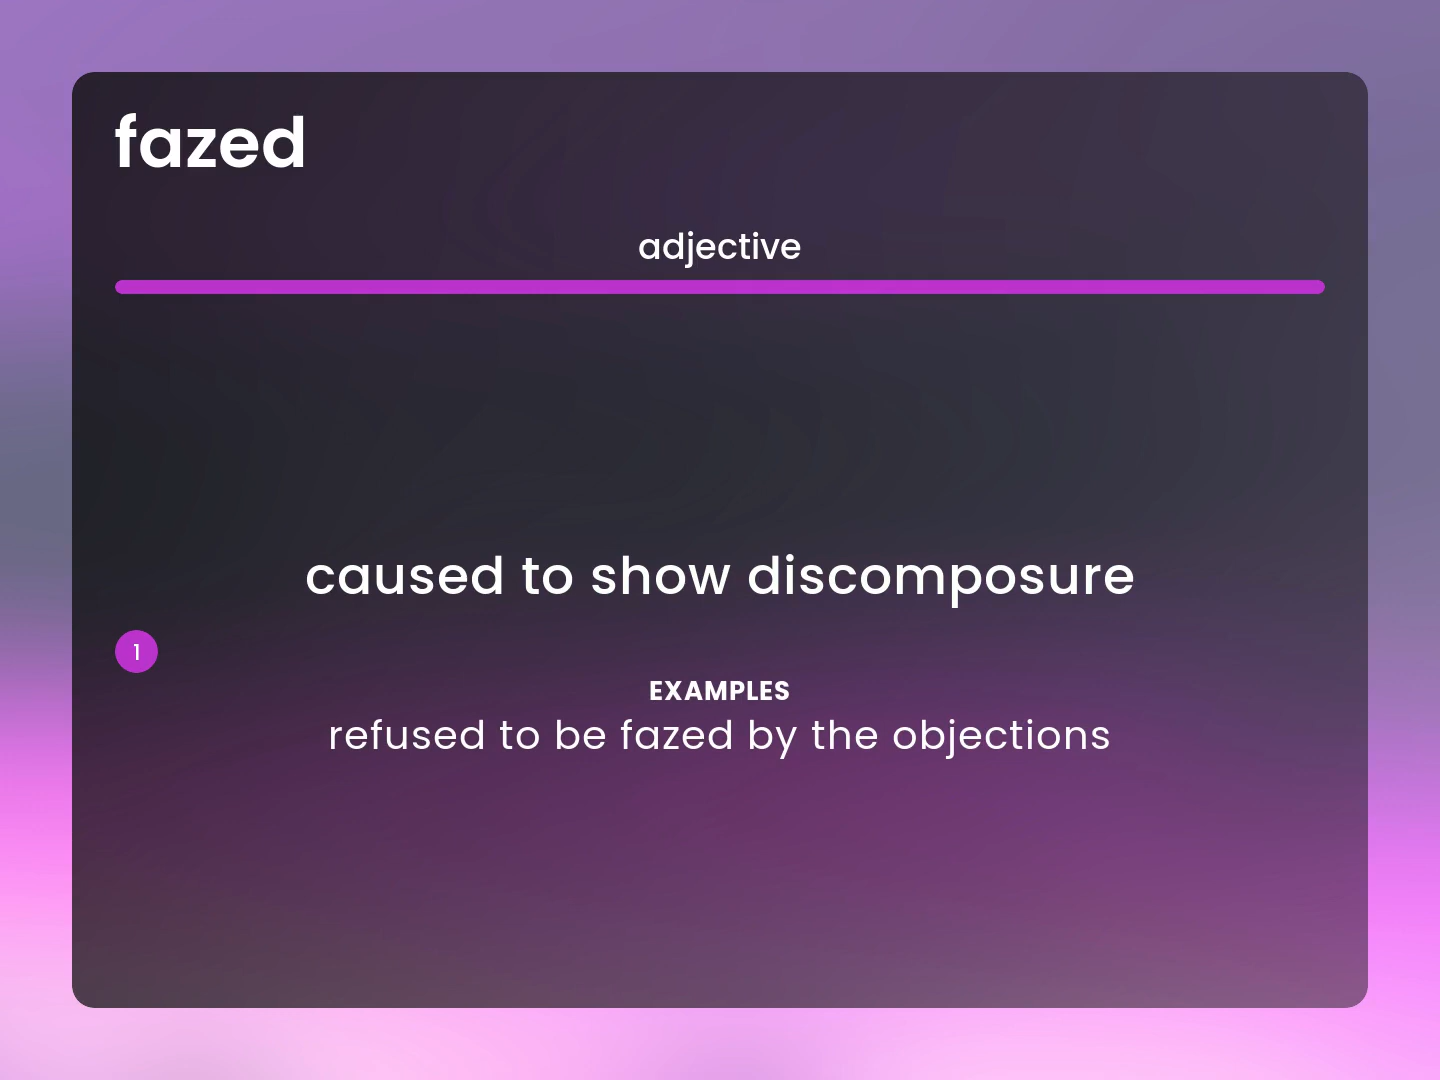 fazed
adjective
caused to show discomposure
1
EXAMPLES
refused to be fazed by the objections